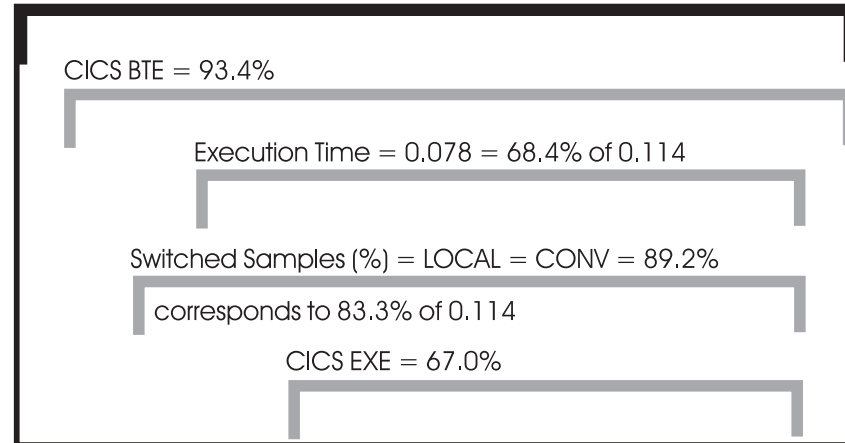 CICS BTE = 93.4%
Execution Time = 0.078 = 68.4% of 0.114
Switched Samples (%) = LOCAL = CONV = 89.2%
corresponds to 83.3% of 0.114
CICS EXE = 67.0%